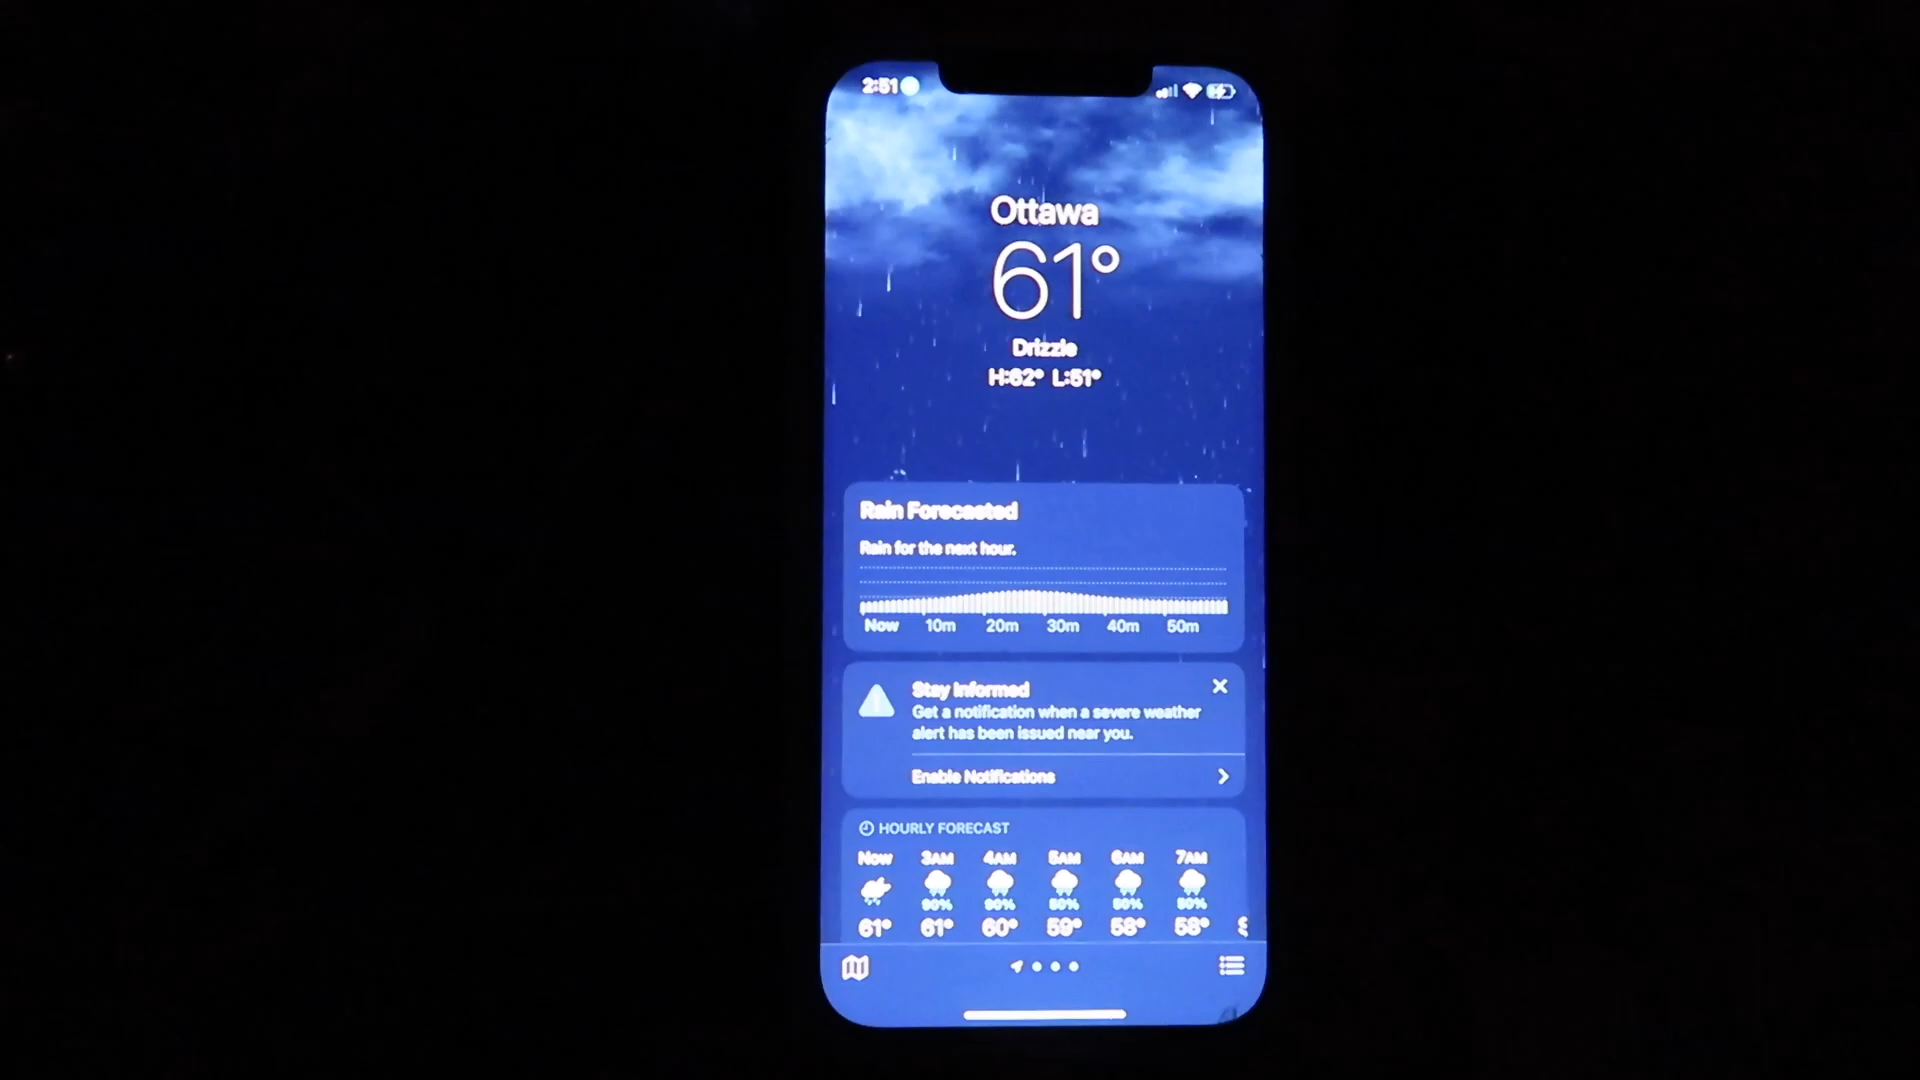 2:51
Ottawa
61°
Drizzle
H:62° L:51°
Rain Forecasted
Rain for the next hour.
Now 10m 20m 30m 40m 50m
Stay Informed
Get a notification when a severe weather
alert has been issued near you.
Enable Notifications
HOURLY FORECAST
Now 3AM 4AM 5AM 6AM 7AM
90% 90%
61° 61° 60° 59° 58° 58°